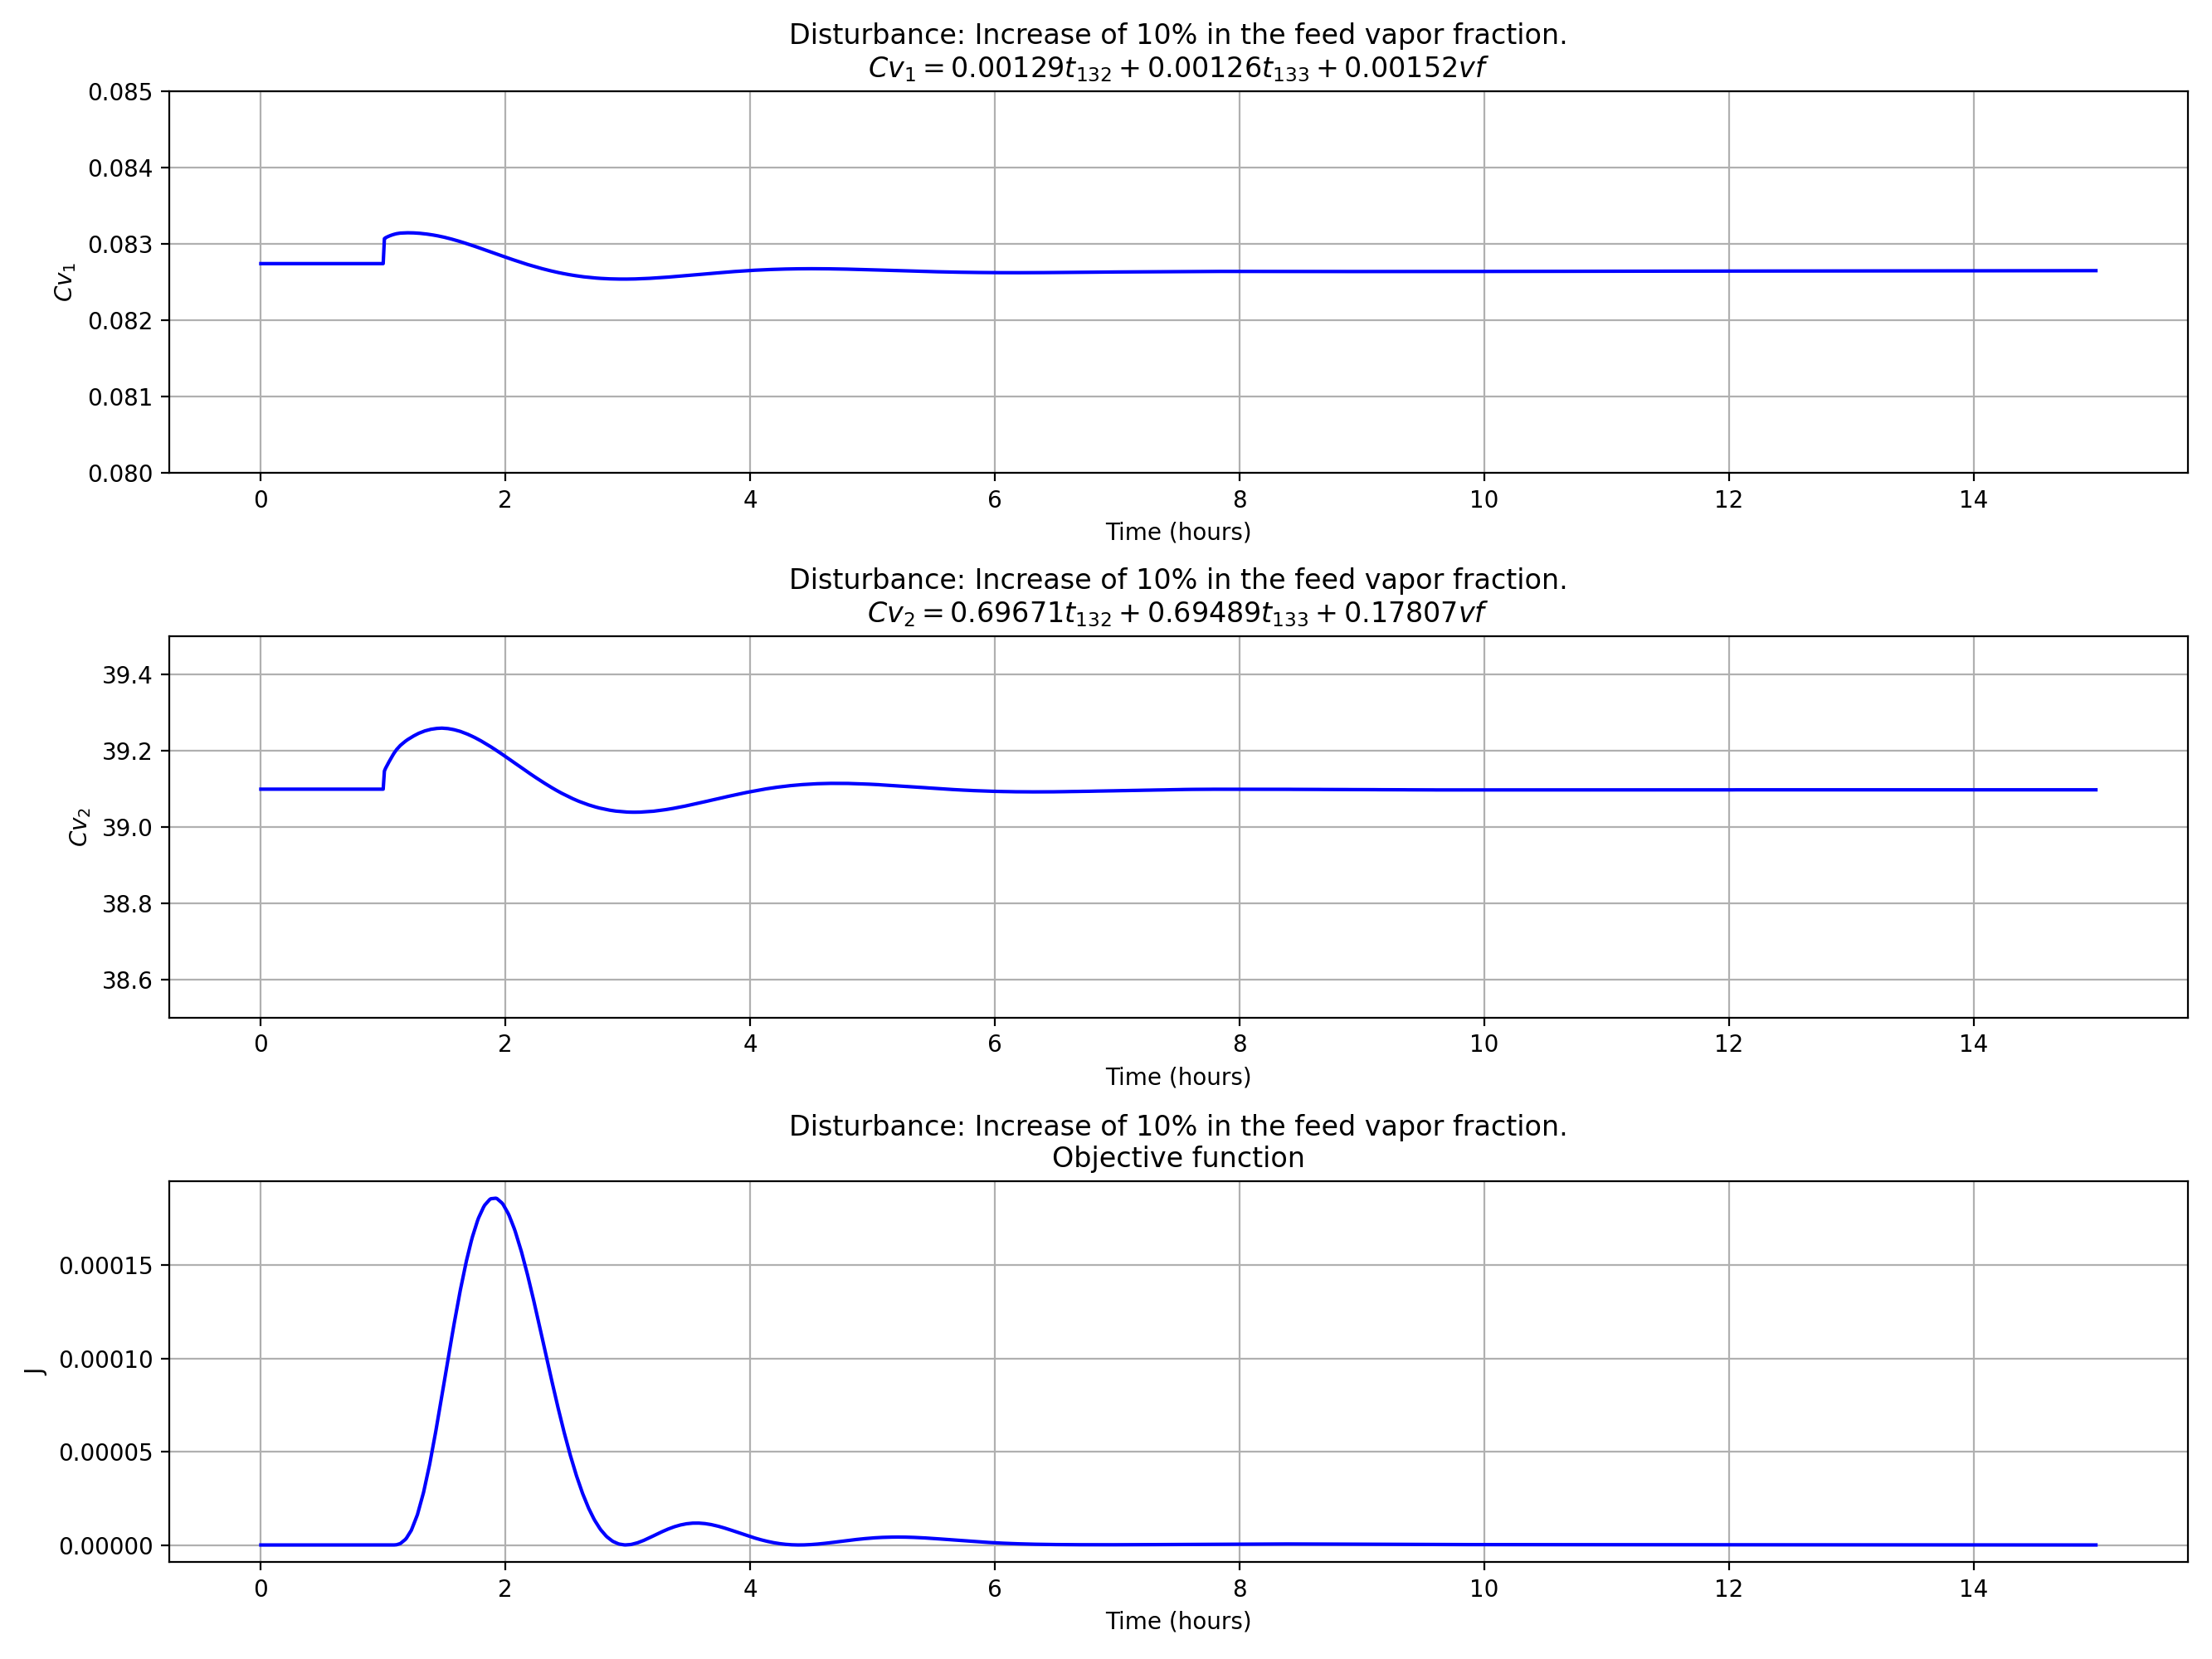 Disturbance: Increase of 10% in the feed vapor fraction.
Cv₁ = 0.00129t₁₃₂ + 0.00126t₁₃₃ + 0.00152vf
0.085
0.084
0.083
0.082
0.081
0.080
Cv₁
0 2 4 6 8 10 12 14
Time (hours)
Disturbance: Increase of 10% in the feed vapor fraction.
Cv₂ = 0.69671t₁₃₂ + 0.69489t₁₃₃ + 0.17807vf
39.4
39.2
39.0
38.8
38.6
Cv₂
0 2 4 6 8 10 12 14
Time (hours)
Disturbance: Increase of 10% in the feed vapor fraction.
Objective function
0.00015
0.00010
0.00005
0.00000
J
0 2 4 6 8 10 12 14
Time (hours)